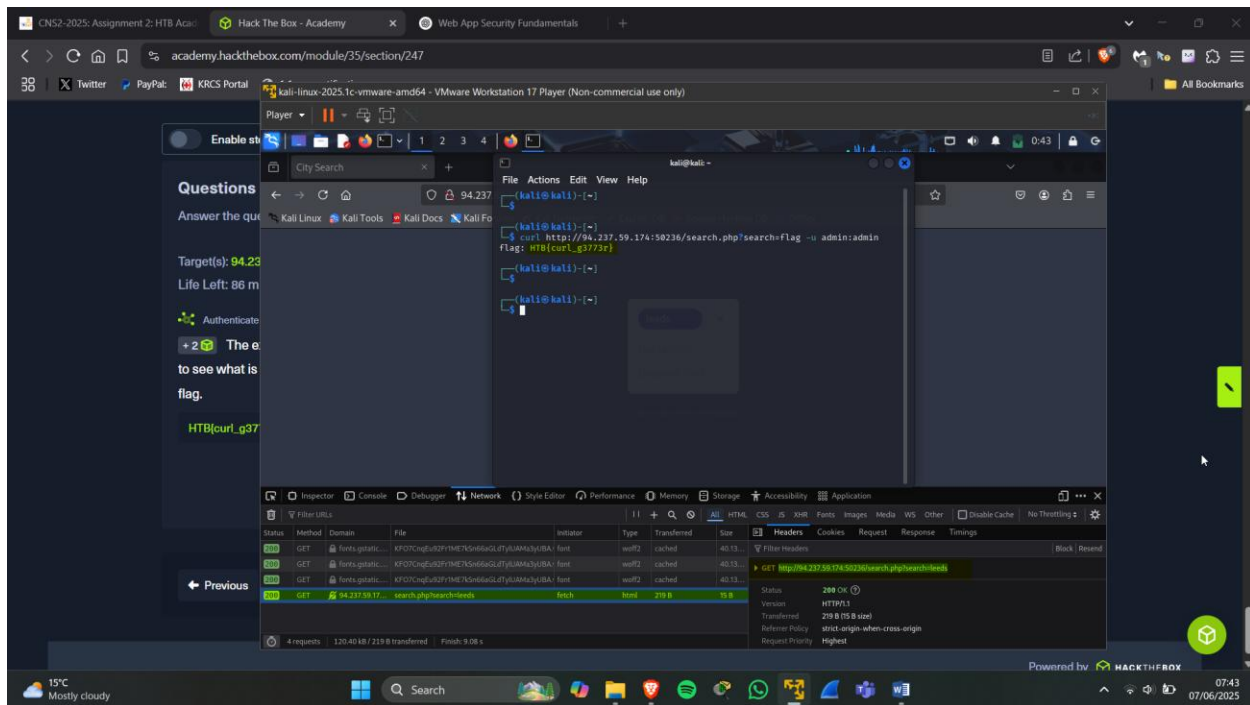 CNS2-2025: Assignment 2: HTB Acad
Hack The Box - Academy
Web App Security Fundamentals
academy.hackthebox.com/module/35/section/247
Twitter
PayPal:
KRCS Portal
All Bookmarks
kali-linux-2025.1c-vmware-amd64 - VMware Workstation 17 Player (Non-commercial use only)
Player
1 2 3 4
0:43
Enable st
City Search
kali@kali: ~
File Actions Edit View Help
94.237
Kali Linux Kali Tools Kali Docs Kali Fo
Questions
Answer the que
Target(s): 94.23
Life Left: 86 m
Authenticate
+ 2 The e
to see what is
flag.
HTB{curl_g377
Previous
(kali㉿kali)-[~]
$
(kali㉿kali)-[~]
$ curl http://94.237.59.174:50236/search.php?search=flag -u admin:admin
flag: HTB{curl_g3773r}
(kali㉿kali)-[~]
$
(kali㉿kali)-[~]
$
Inspector Console Debugger Network Style Editor Performance Memory Storage Accessibility Application
Filter URLs
All HTML CSS JS XHR Fonts Images Media WS Other Disable Cache No Throttling
Status Method Domain File Initiator Type Transferred Size
Headers Cookies Request Response Timings
Filter Headers
Block Resend
200 GET fonts.gstatic.... font woff2 cached 40.13...
200 GET fonts.gstatic.... font woff2 cached 40.13...
200 GET fonts.gstatic.... font woff2 cached 40.13...
200 GET 94.237.59.17... search.php?search=leeds fetch html 219 B 15 B
GET http://94.237.59.174:50236/search.php?search=leeds
Status 200 OK
Version HTTP/1.1
Transferred 219 B (15 B size)
Referrer Policy strict-origin-when-cross-origin
Request Priority Highest
4 requests 120.40 kB / 219 B transferred Finish: 9.08 s
Powered by HACKTHEBOX
15°C
Mostly cloudy
Search
07:43
07/06/2025